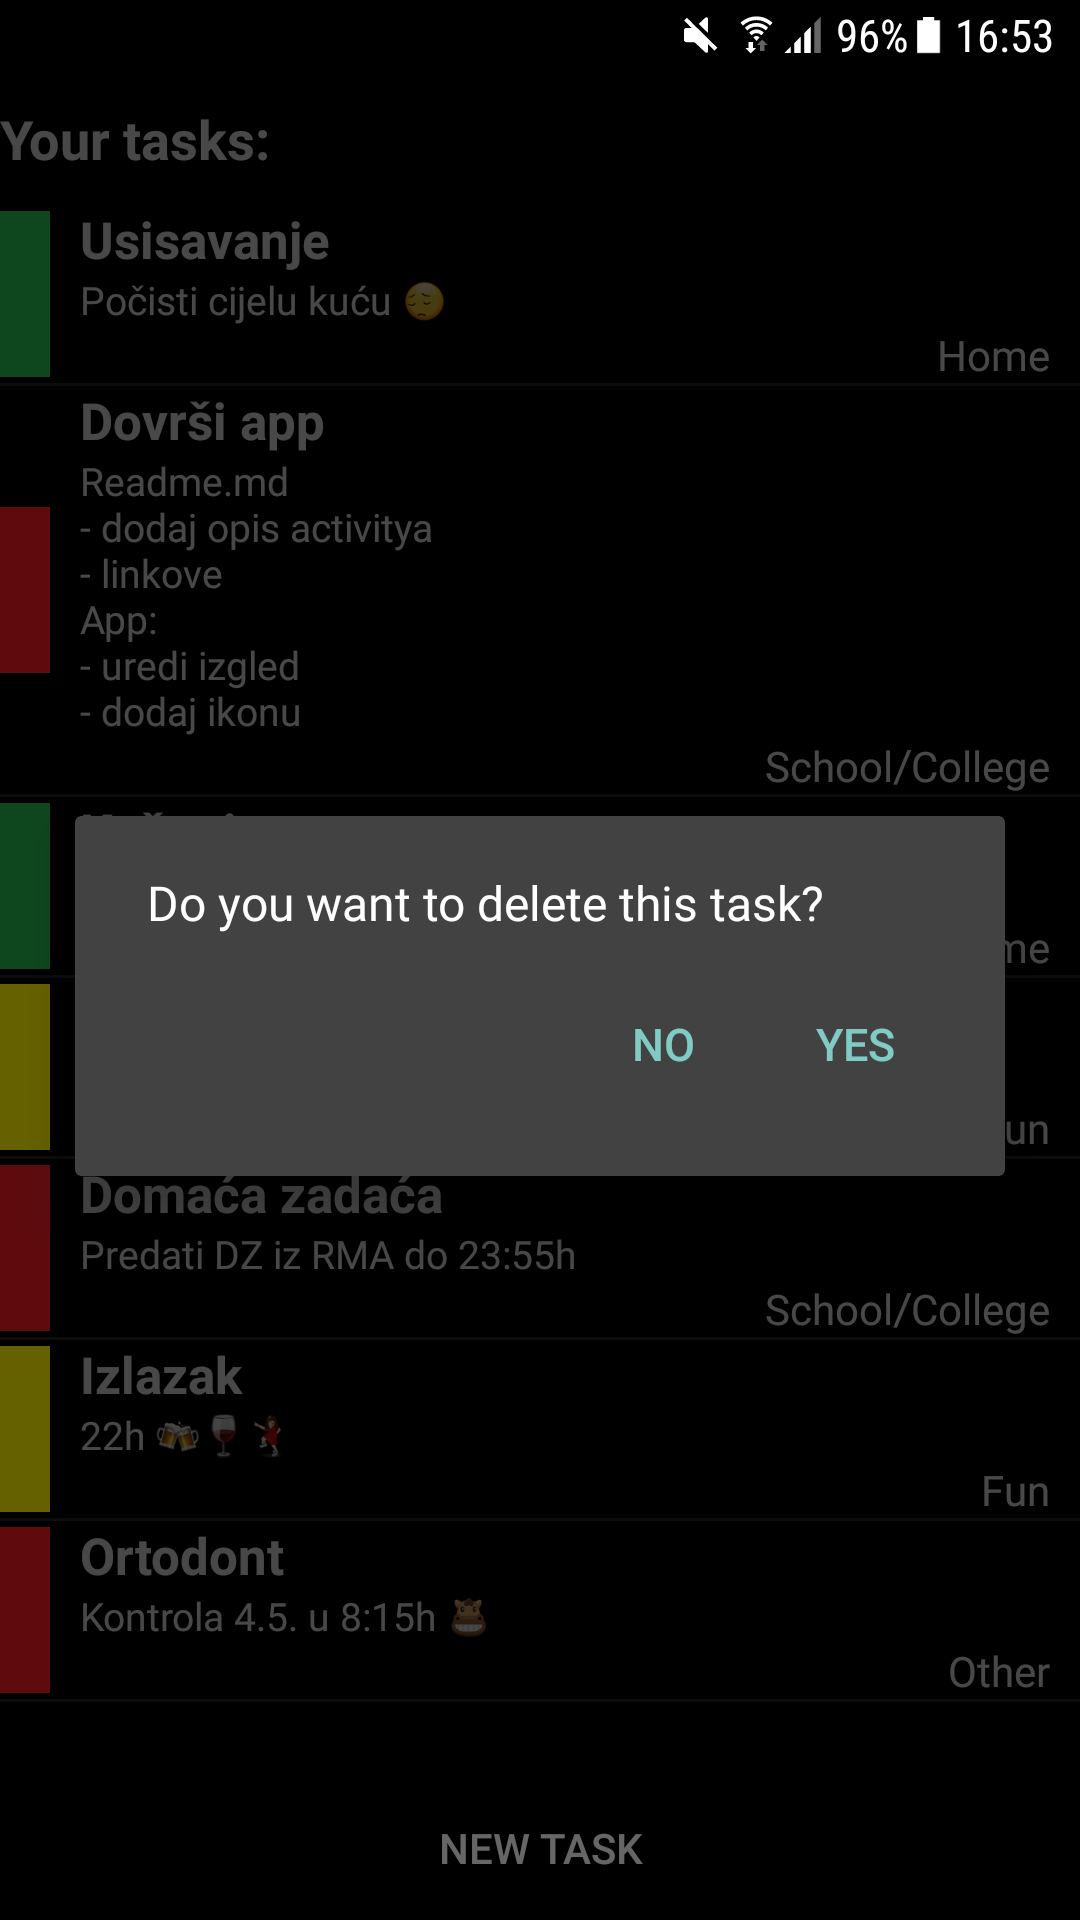 96% 16:53
Your tasks:
Usisavanje
Počisti cijelu kuću 😔
Home
Dovrši app
Readme.md
- dodaj opis activitya
- linkove
App:
- uredi izgled
- dodaj ikonu
School/College
Do you want to delete this task?
NO YES
Domaća zadaća
Predati DZ iz RMA do 23:55h
School/College
Izlazak
22h 🍻🍷💃
Fun
Ortodont
Kontrola 4.5. u 8:15h
Other
NEW TASK